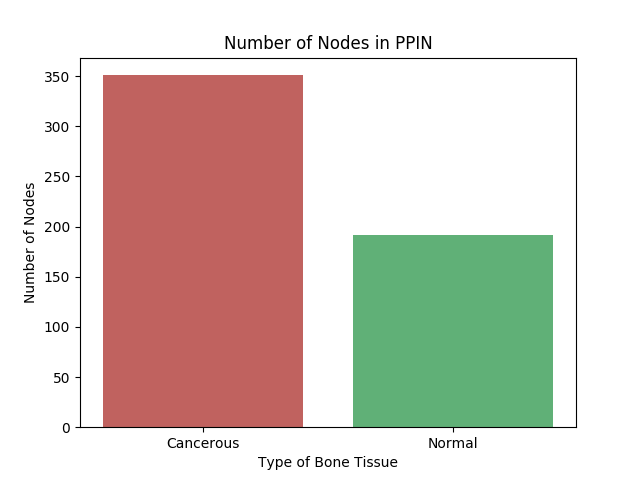 Number of Nodes in PPIN
350
300
250
200
150
100
50
0
Number of Nodes
Cancerous Normal
Type of Bone Tissue